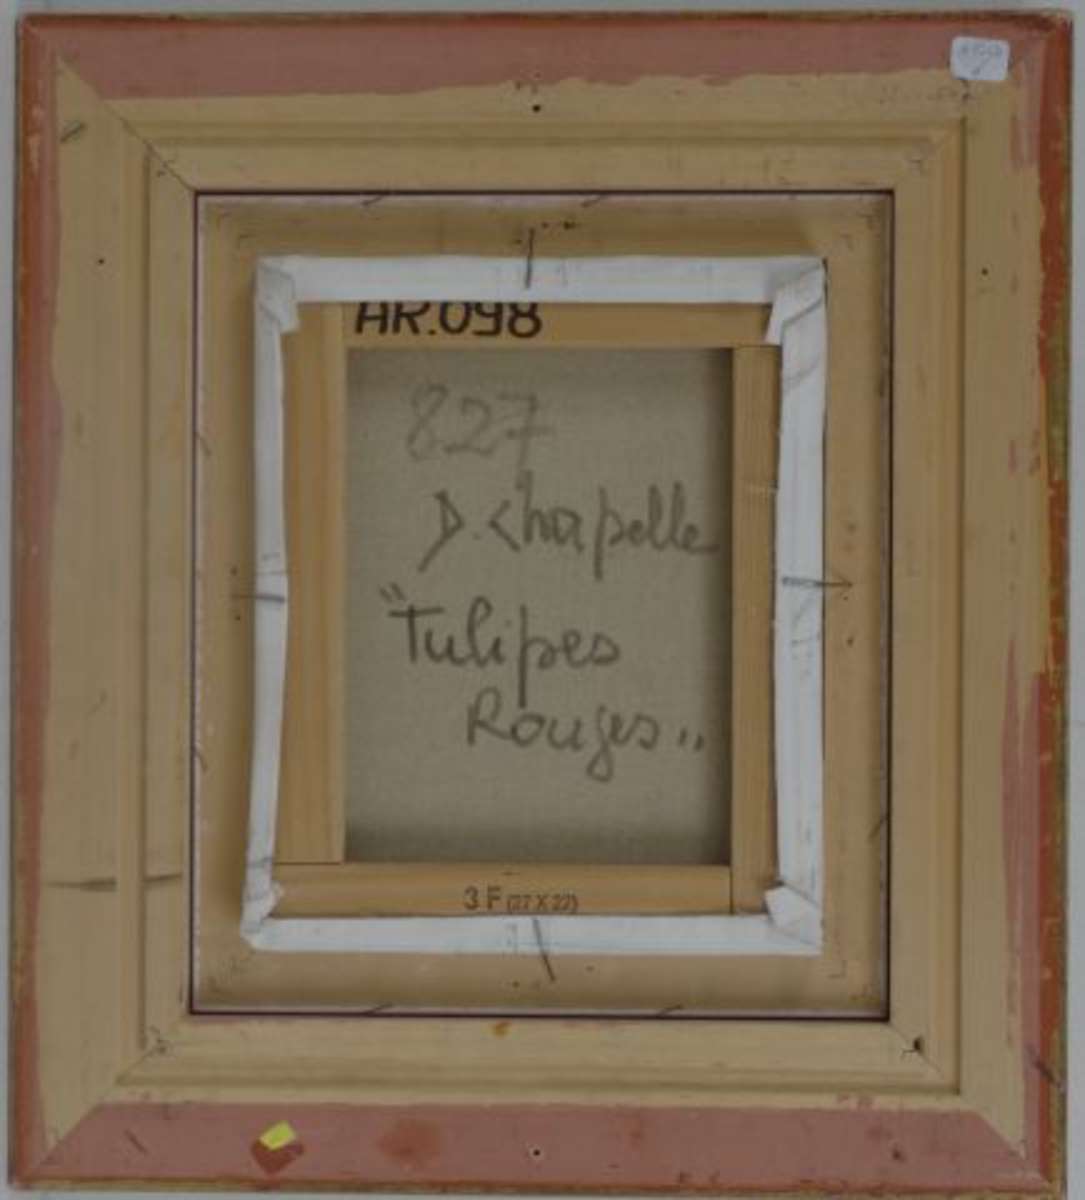 AR.098
827
D. Chapelle
"Tulipes
Rouges"
3 F (27 X 22)